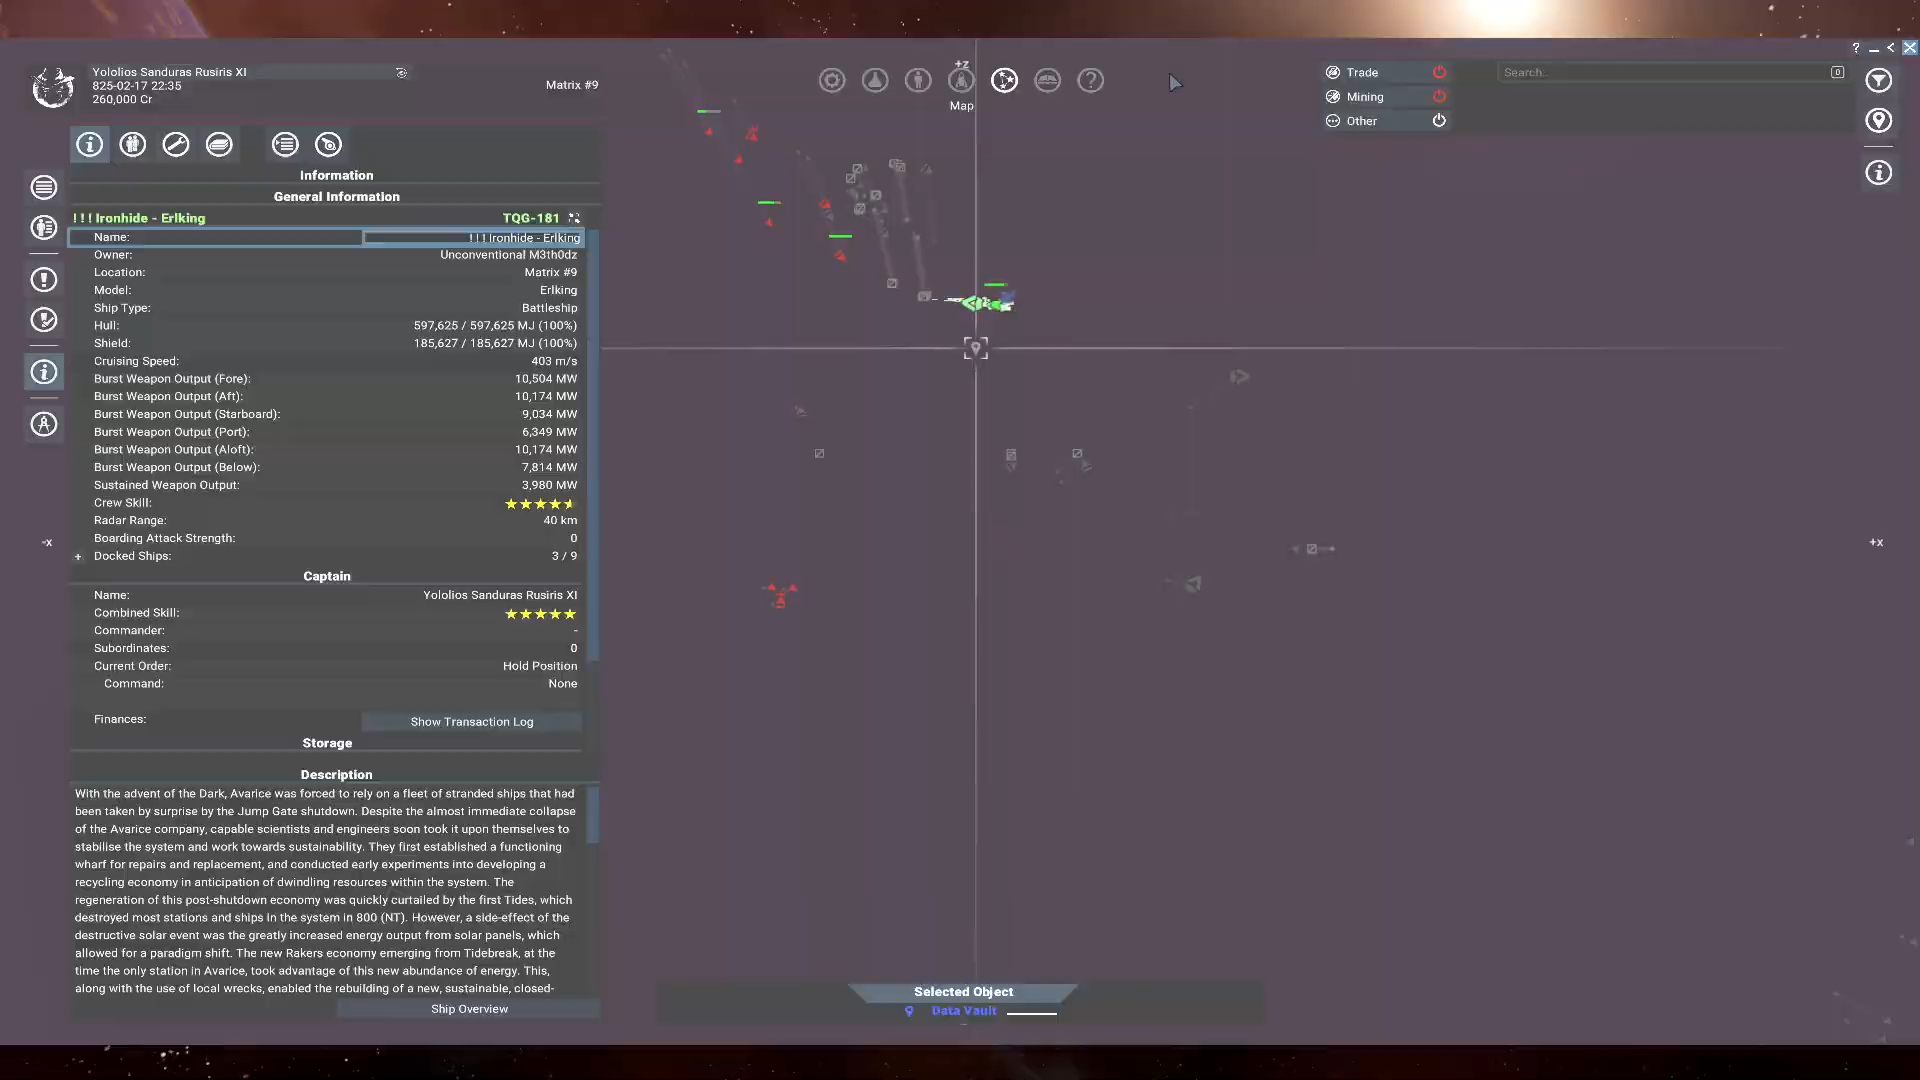 Yololios Sanduras Rusiris XI
825-02-17 22:35
260,000 Cr
Matrix #9
+z
Map
Trade
Mining
Other
Search..
0
?
Information
General Information
!!! Ironhide - Erlking TQG-181
Name: !!! Ironhide - Erlking
Owner: Unconventional M3th0dz
Location: Matrix #9
Model: Erlking
Ship Type: Battleship
Hull: 597,625 / 597,625 MJ (100%)
Shield: 185,627 / 185,627 MJ (100%)
Cruising Speed: 403 m/s
Burst Weapon Output (Fore): 10,504 MW
Burst Weapon Output (Aft): 10,174 MW
Burst Weapon Output (Starboard): 9,034 MW
Burst Weapon Output (Port): 6,349 MW
Burst Weapon Output (Aloft): 10,174 MW
Burst Weapon Output (Below): 7,814 MW
Sustained Weapon Output: 3,980 MW
Crew Skill:
Radar Range: 40 km
Boarding Attack Strength: 0
+ Docked Ships: 3 / 9
-x
+x
Captain
Name: Yololios Sanduras Rusiris XI
Combined Skill:
Commander: -
Subordinates: 0
Current Order: Hold Position
Command: None
Finances: Show Transaction Log
Storage
Description
With the advent of the Dark, Avarice was forced to rely on a fleet of stranded ships that had
been taken by surprise by the Jump Gate shutdown. Despite the almost immediate collapse
of the Avarice company, capable scientists and engineers soon took it upon themselves to
stabilise the system and work towards sustainability. They first established a functioning
wharf for repairs and replacement, and conducted early experiments into developing a
recycling economy in anticipation of dwindling resources within the system. The
regeneration of this post-shutdown economy was quickly curtailed by the first Tides, which
destroyed most stations and ships in the system in 800 (NT). However, a side-effect of the
destructive solar event was the greatly increased energy output from solar panels, which
allowed for a paradigm shift. The new Rakers economy emerging from Tidebreak, at the
time the only station in Avarice, took advantage of this new abundance of energy. This,
along with the use of local wrecks, enabled the rebuilding of a new, sustainable, closed-
Ship Overview
Selected Object
Data Vault